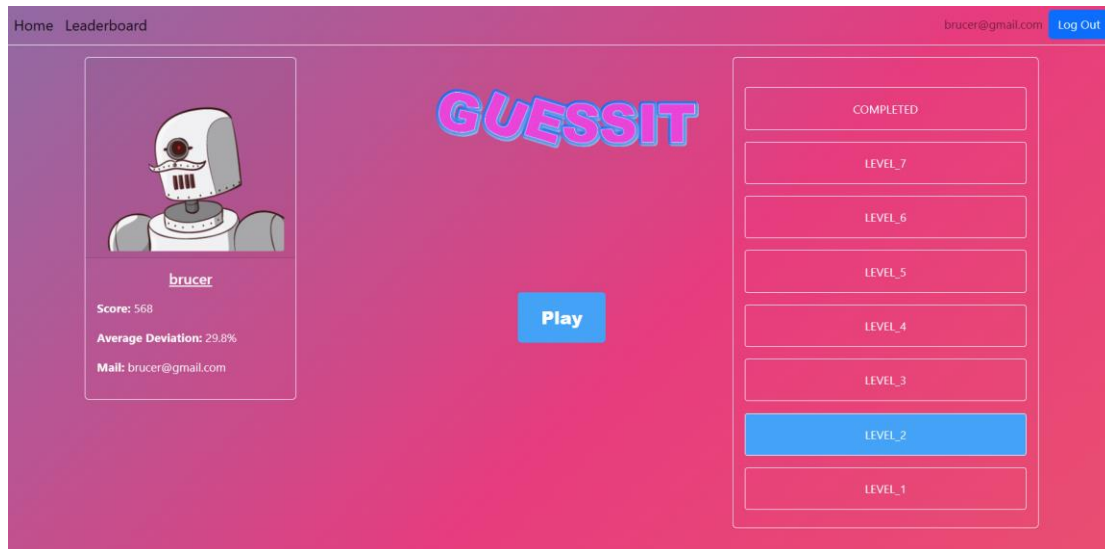 Home Leaderboard
brucer@gmail.com Log Out
brucer
Score: 568
Average Deviation: 29.8%
Mail: brucer@gmail.com
GUESSIT
Play
COMPLETED
LEVEL_7
LEVEL_6
LEVEL_5
LEVEL_4
LEVEL_3
LEVEL_2
LEVEL_1